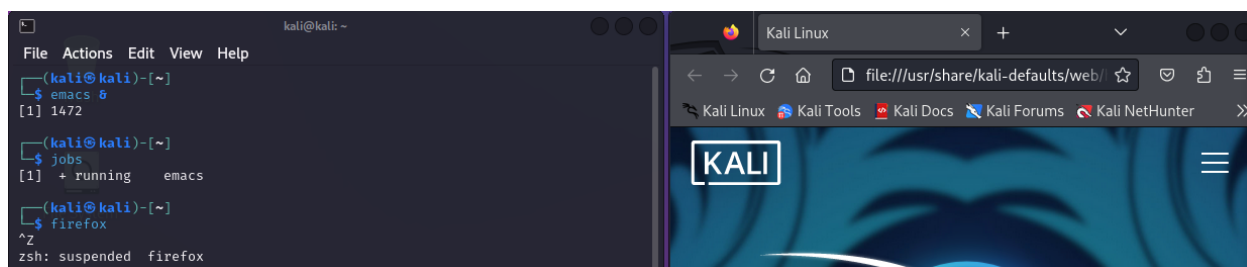 kali@kali: ~
File Actions Edit View Help
┌──(kali㉿kali)-[~]
└─$ emacs &
[1] 1472
┌──(kali㉿kali)-[~]
└─$ jobs
[1]  + running    emacs
┌──(kali㉿kali)-[~]
└─$ firefox
^Z
zsh: suspended  firefox
Kali Linux
file:///usr/share/kali-defaults/web/
Kali Linux Kali Tools Kali Docs Kali Forums Kali NetHunter
KALI